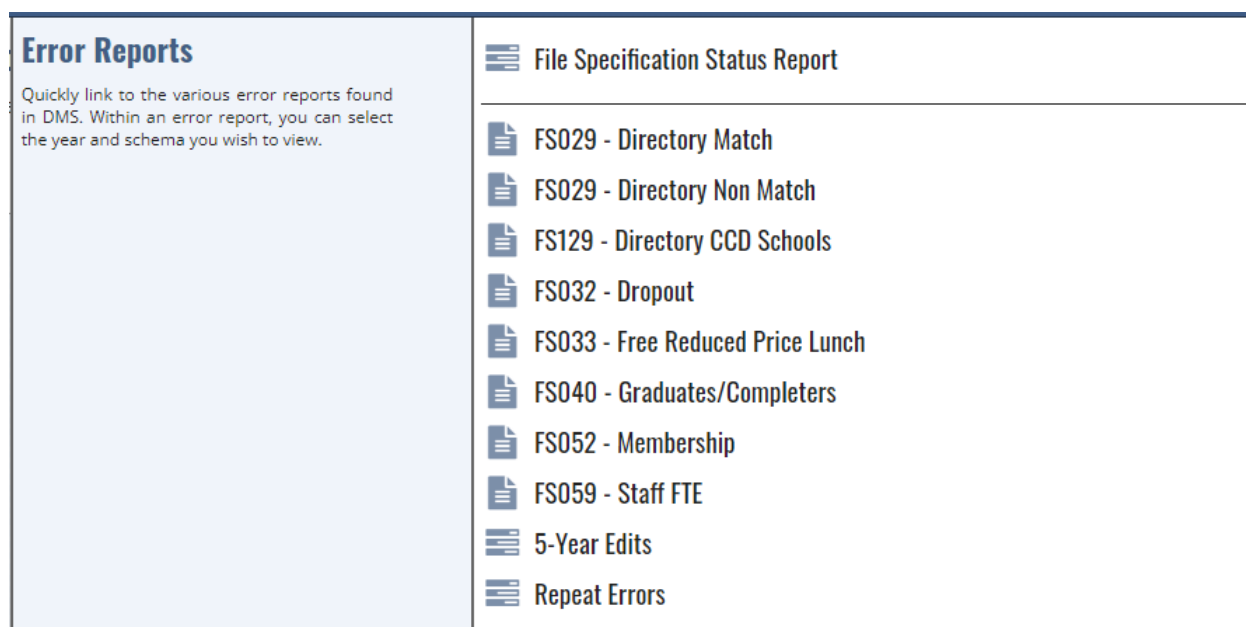 Error Reports
Quickly link to the various error reports found
in DMS. Within an error report, you can select
the year and schema you wish to view.
File Specification Status Report
FS029 - Directory Match
FS029 - Directory Non Match
FS129 - Directory CCD Schools
FS032 - Dropout
FS033 - Free Reduced Price Lunch
FS040 - Graduates/Completers
FS052 - Membership
FS059 - Staff FTE
5-Year Edits
Repeat Errors